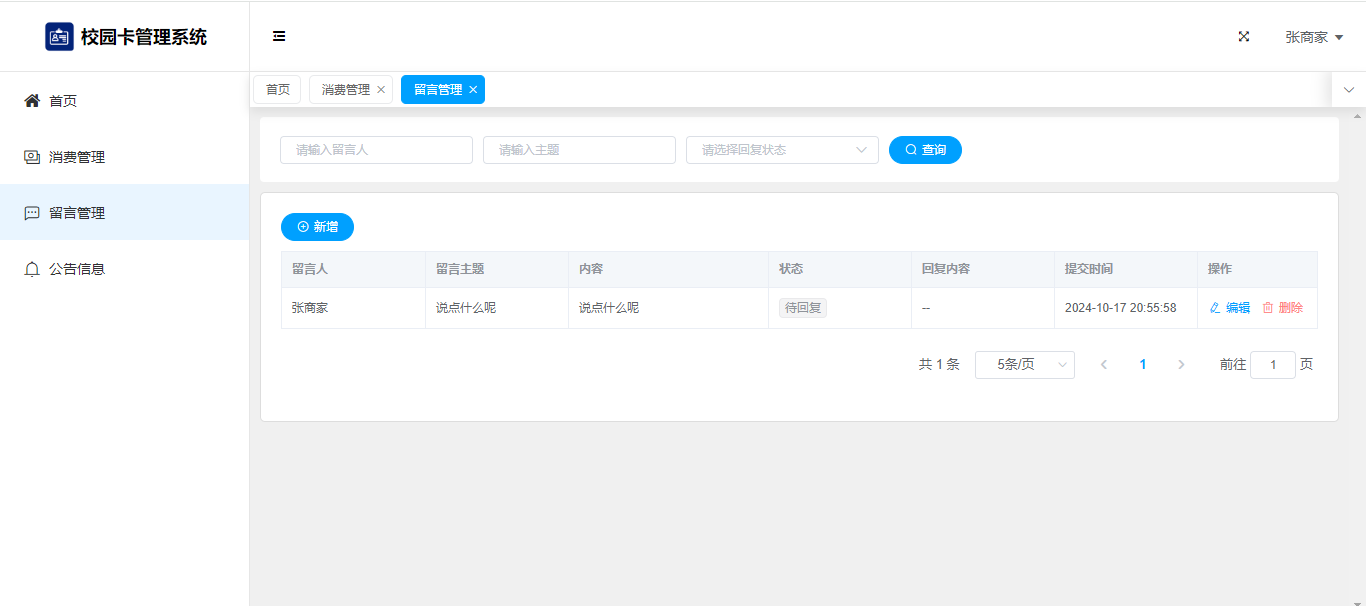 校园卡管理系统
张商家
首页
消费管理
留言管理
公告信息
首页 消费管理 留言管理
请输入留言人 请输入主题 请选择回复状态 查询
新增
留言人 留言主题 内容 状态 回复内容 提交时间 操作
张商家 说点什么呢 说点什么呢 待回复 -- 2024-10-17 20:55:58 编辑 删除
共 1 条 5条/页 1 前往 1 页